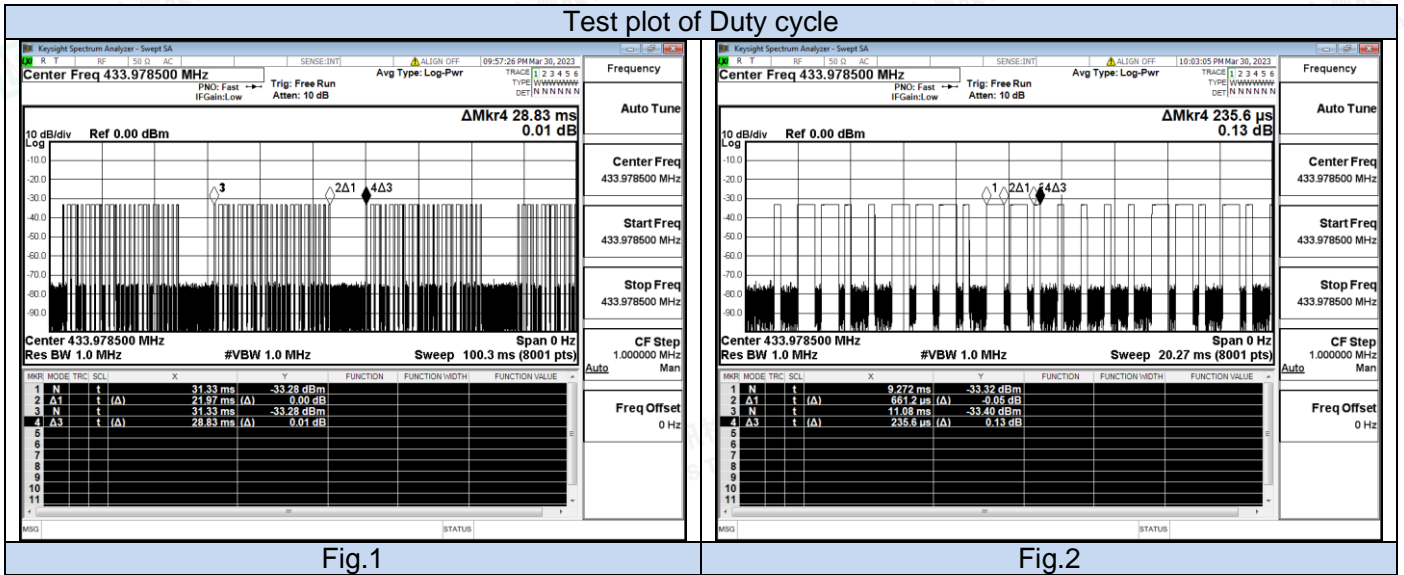 Test plot of Duty cycle
Keysight Spectrum Analyzer - Swept SA
R T RF 50 Ω AC SENSE:INT ALIGN OFF 09:57:26 PM Mar 30, 2023
Center Freq 433.978500 MHz Avg Type: Log-Pwr TRACE 1 2 3 4 5 6
PNO: Fast Trig: Free Run TYPE WWWWWW
IFGain:Low Atten: 10 dB DET N N N N N N
ΔMkr4 28.83 ms
0.01 dB
10 dB/div Ref 0.00 dBm
Log
-10.0
-20.0
3 2Δ1 4Δ3
-30.0
-40.0
-50.0
-60.0
-70.0
-80.0
-90.0
Center 433.978500 MHz Span 0 Hz
Res BW 1.0 MHz #VBW 1.0 MHz Sweep 100.3 ms (8001 pts)
MKR MODE TRC SCL X Y FUNCTION FUNCTION WIDTH FUNCTION VALUE
1 N t 31.33 ms -33.28 dBm
2 Δ1 t (Δ) 21.97 ms (Δ) 0.00 dB
3 N t 31.33 ms -33.28 dBm
4 Δ3 t (Δ) 28.83 ms (Δ) 0.01 dB
5
6
7
8
9
10
11
MSG STATUS
Frequency
Auto Tune
Center Freq
433.978500 MHz
Start Freq
433.978500 MHz
Stop Freq
433.978500 MHz
CF Step
1.000000 MHz
Auto Man
Freq Offset
0 Hz
Fig.1
Keysight Spectrum Analyzer - Swept SA
R T RF 50 Ω AC SENSE:INT ALIGN OFF 10:03:05 PM Mar 30, 2023
Center Freq 433.978500 MHz Avg Type: Log-Pwr TRACE 1 2 3 4 5 6
PNO: Fast Trig: Free Run TYPE WWWWWW
IFGain:Low Atten: 10 dB DET N N N N N N
ΔMkr4 235.6 µs
0.13 dB
10 dB/div Ref 0.00 dBm
Log
-10.0
-20.0
1 2Δ1 4Δ3
-30.0
-40.0
-50.0
-60.0
-70.0
-80.0
-90.0
Center 433.978500 MHz Span 0 Hz
Res BW 1.0 MHz #VBW 1.0 MHz Sweep 20.27 ms (8001 pts)
MKR MODE TRC SCL X Y FUNCTION FUNCTION WIDTH FUNCTION VALUE
1 N t 9.272 ms -33.32 dBm
2 Δ1 t (Δ) 661.2 µs (Δ) -0.05 dB
3 N t 11.08 ms -33.40 dBm
4 Δ3 t (Δ) 235.6 µs (Δ) 0.13 dB
5
6
7
8
9
10
11
MSG STATUS
Frequency
Auto Tune
Center Freq
433.978500 MHz
Start Freq
433.978500 MHz
Stop Freq
433.978500 MHz
CF Step
1.000000 MHz
Auto Man
Freq Offset
0 Hz
Fig.2